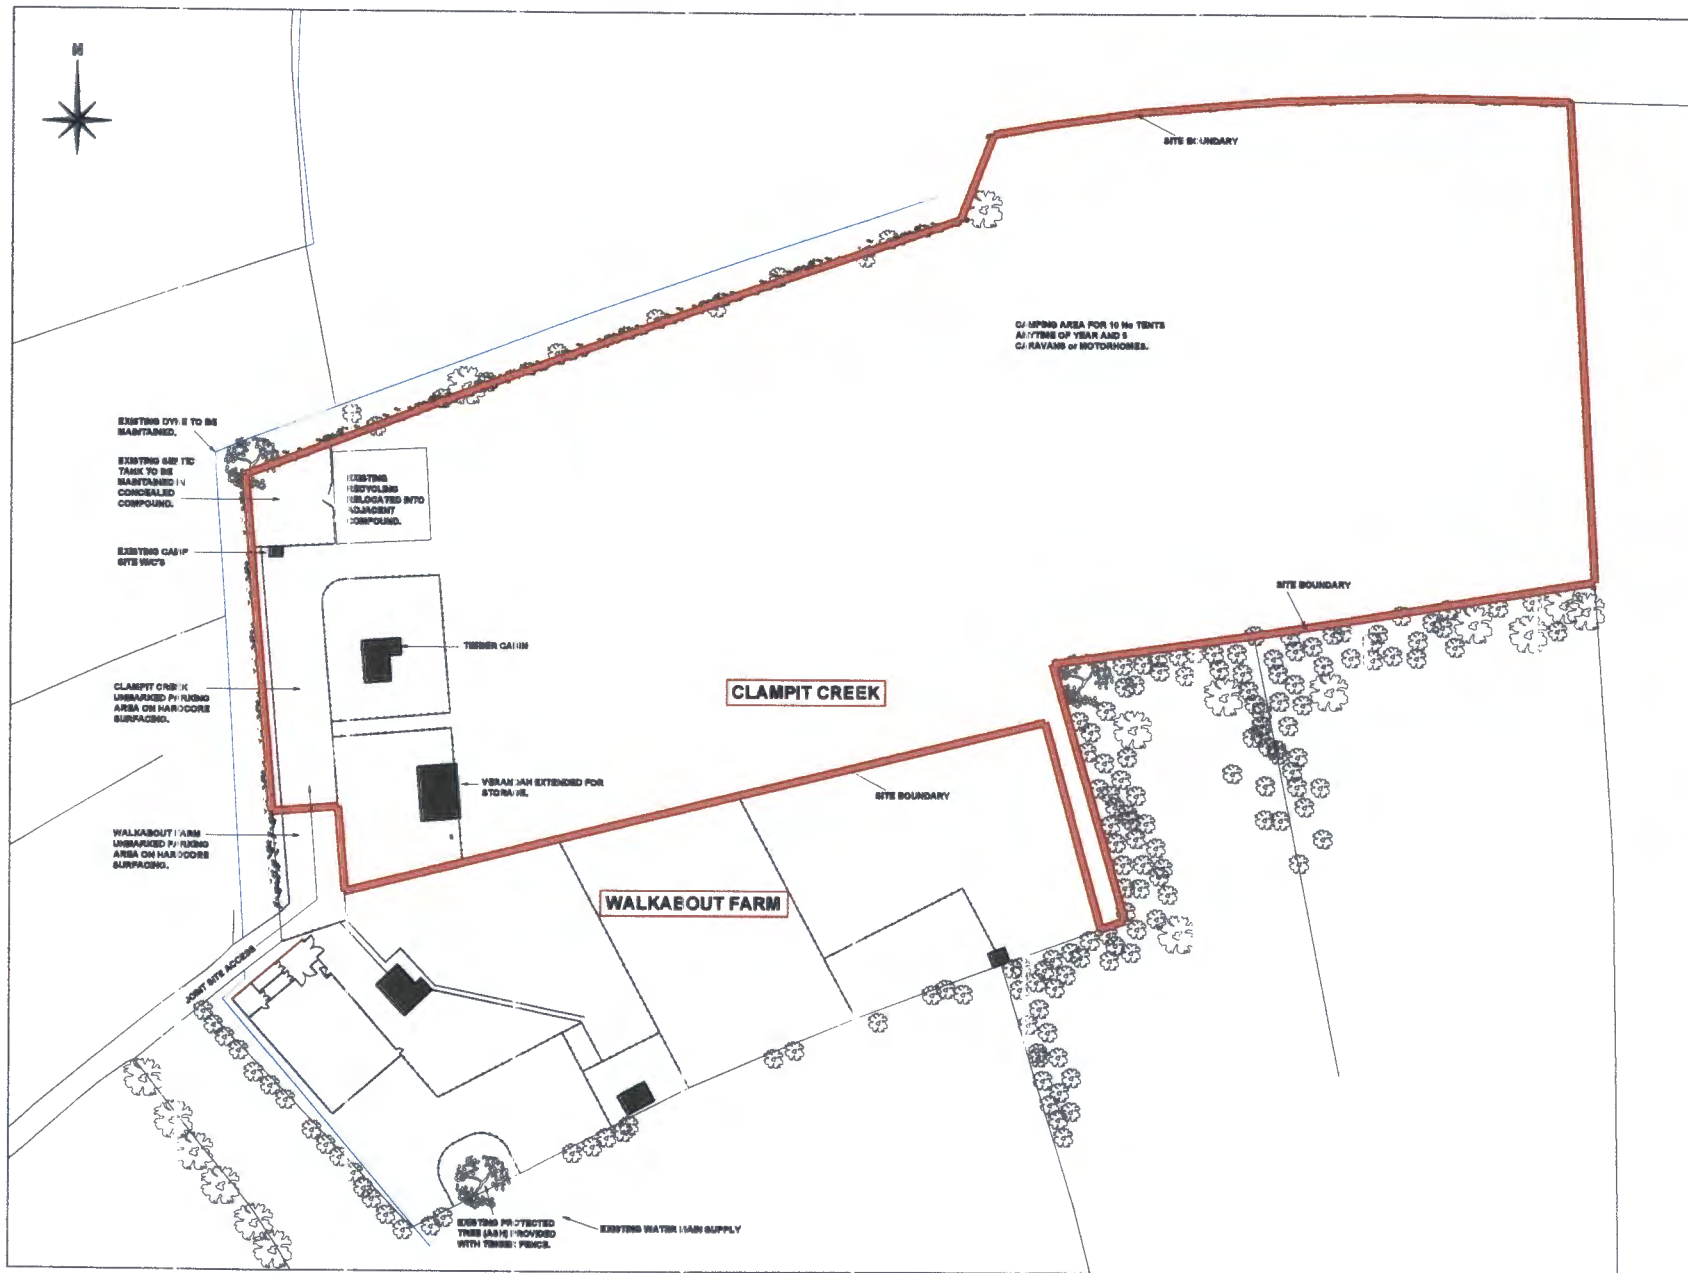 N
SITE BOUNDARY
CAMPING AREA FOR 10 No TENTS
ANYTIME OF YEAR AND 5
CARAVANS or MOTORHOMES.
EXISTING DYKE TO BE
MAINTAINED.
EXISTING SEPTIC
TANK TO BE
MAINTAINED IN
CONCEALED
COMPOUND.
EXISTING
RECYCLING
RELOCATED INTO
ADJACENT
COMPOUND.
EXISTING CAMP
SITE W/C'S
SITE BOUNDARY
TIMBER CABIN
CLAMPIT CREEK
UNMARKED PARKING
AREA ON HARDCORE
SURFACING.
CLAMPIT CREEK
VERANDAH EXTENDED FOR
STORAGE.
SITE BOUNDARY
WALKABOUT FARM
UNMARKED PARKING
AREA ON HARDCORE
SURFACING.
WALKABOUT FARM
JOINT SITE ACCESS
EXISTING PROTECTED
TREE (ASH) PROVIDED
WITH TIMBER FENCE.
EXISTING WATER MAIN SUPPLY